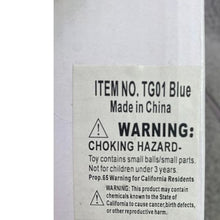 ITEM NO. TG01 Blue
Made in China
WARNING:
CHOKING HAZARD-
Toy contains small balls/small parts.
Not for children under 3 years.
Prop.65 Warning for California Residents
WARNING: This product may contain
chemicals known to the State of
California to cause cancer,birth defects,
or other reproductive harm.